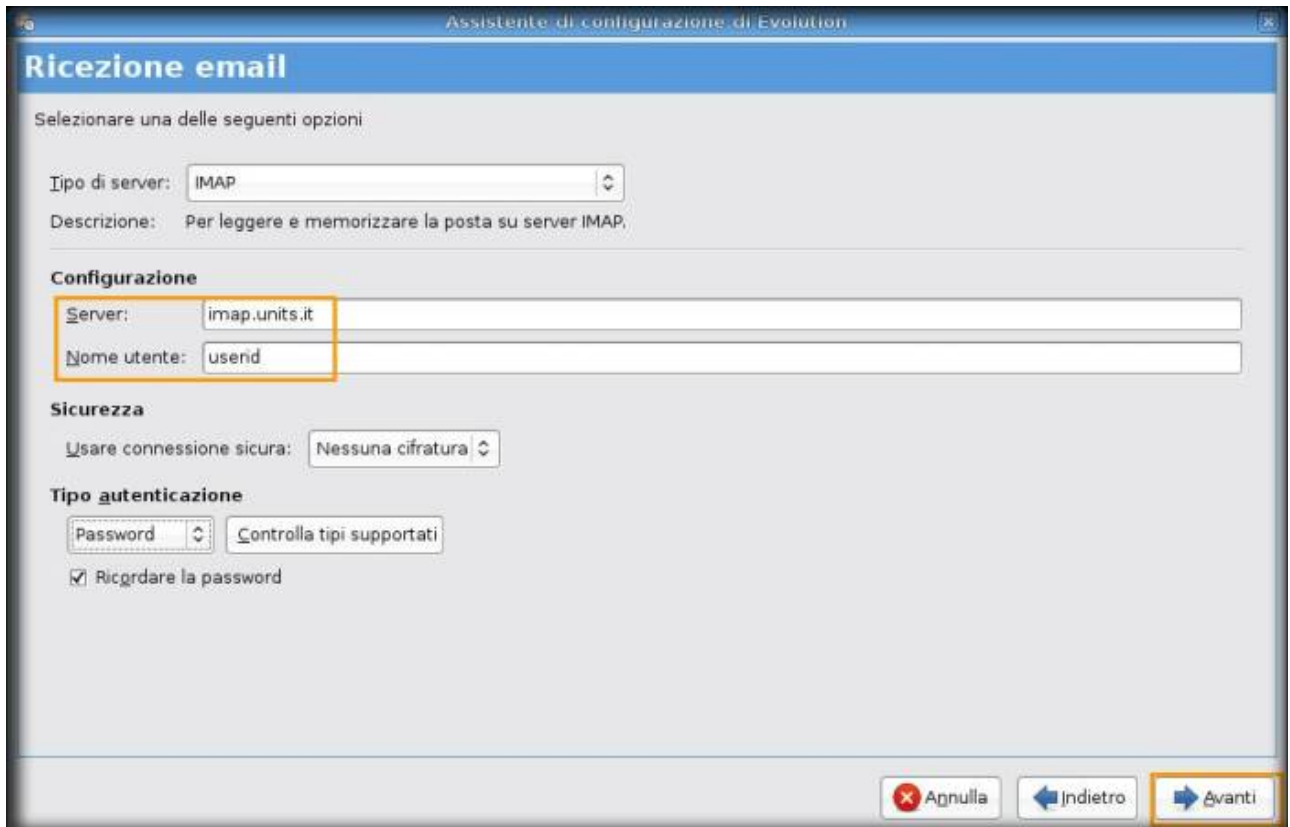 Assistente di configurazione di Evolution
Ricezione email
Selezionare una delle seguenti opzioni
Tipo di server: IMAP
Descrizione: Per leggere e memorizzare la posta su server IMAP.
Configurazione
Server: imap.units.it
Nome utente: userid
Sicurezza
Usare connessione sicura: Nessuna cifratura
Tipo autenticazione
Password Controlla tipi supportati
Ricordare la password
Annulla Indietro Avanti